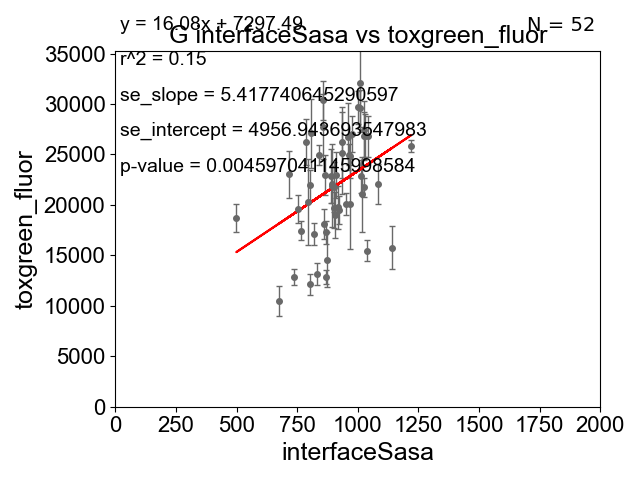 y = 16.08x + 7297.49
N = 52
G interfaceSasa vs toxgreen_fluor
r^2 = 0.15
se_slope = 5.417740645290597
se_intercept = 4956.943693547983
p-value = 0.004597041145998584
35000
30000
25000
20000
15000
10000
5000
0
toxgreen_fluor
0 250 500 750 1000 1250 1500 1750 2000
interfaceSasa